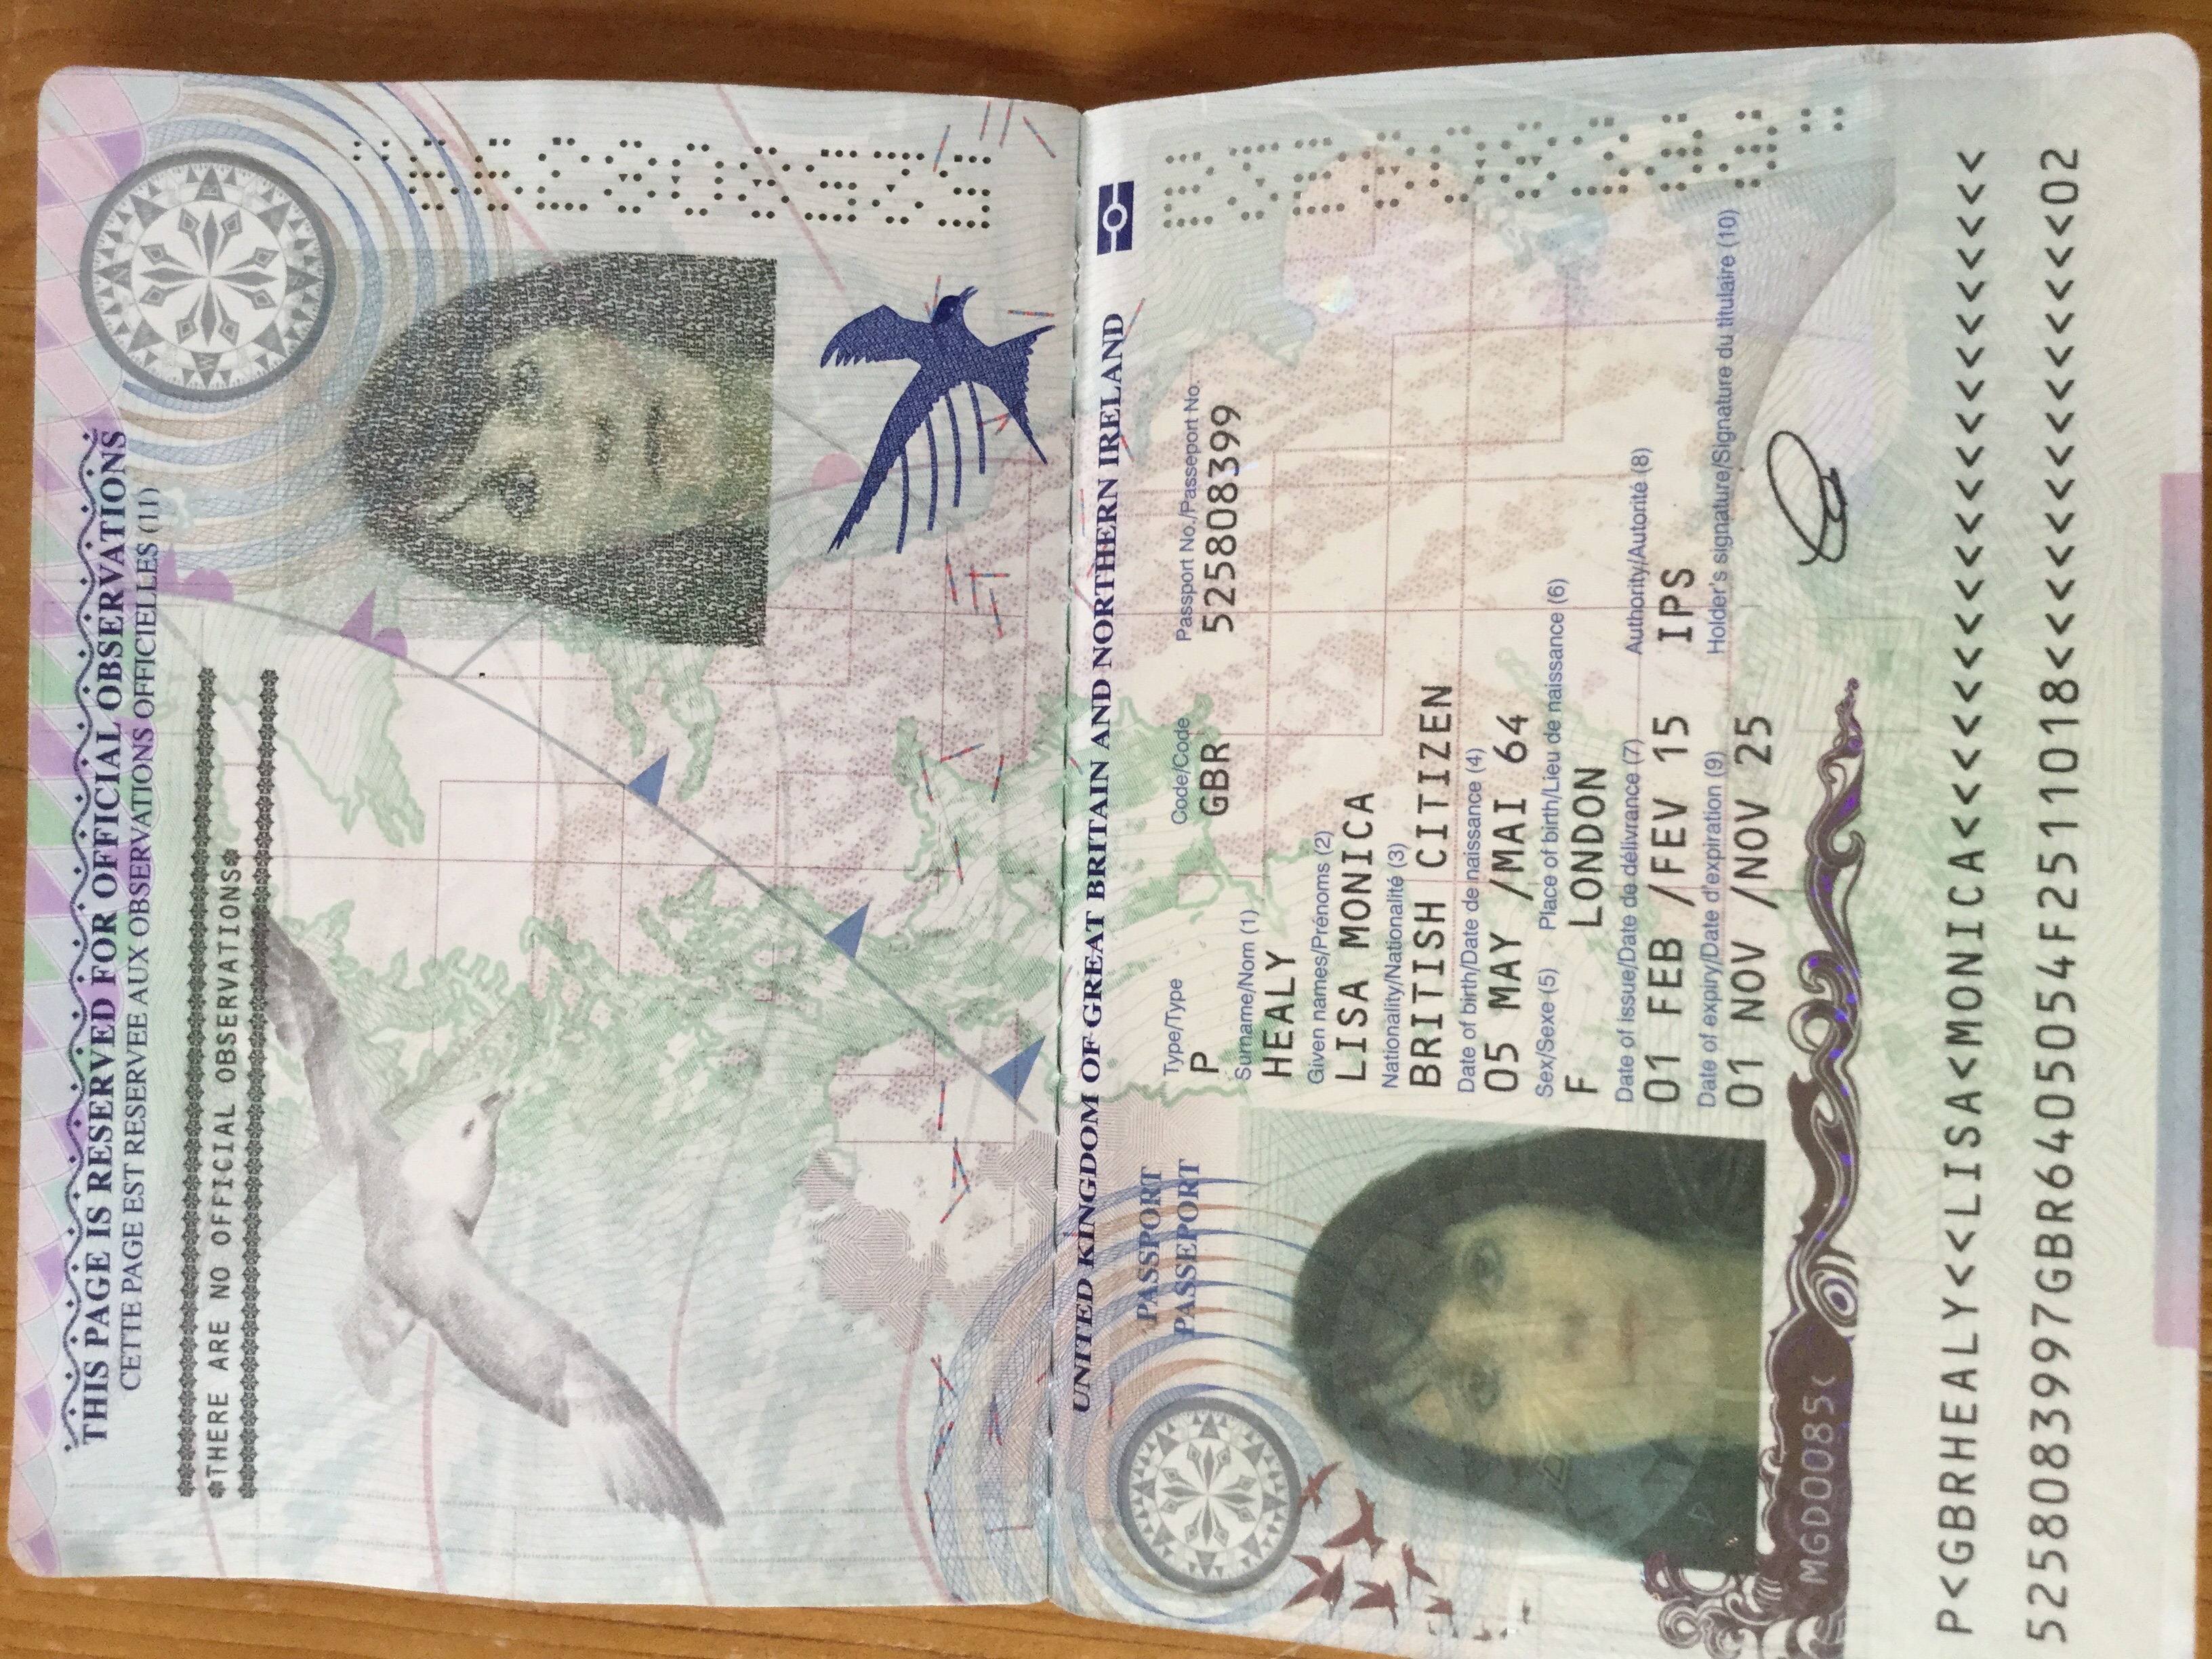 THIS PAGE IS RESERVED FOR OFFICIAL OBSERVATIONS
CETTE PAGE EST RESERVEE AUX OBSERVATIONS OFFICIELLES (11)
*THERE ARE NO OFFICIAL OBSERVATIONS*
UNITED KINGDOM OF GREAT BRITAIN AND NORTHERN IRELAND
PASSPORT
PASSEPORT
Type/Type Code/Code Passport No./Passeport No.
P GBR 525808399
Surname/Nom (1)
HEALY
Given names/Prénoms (2)
LISA MONICA
Nationality/Nationalité (3)
BRITISH CITIZEN
Date of birth/Date de naissance (4)
05 MAY /MAI 64
Sex/Sexe (5) Place of birth/Lieu de naissance (6)
F LONDON
Date of issue/Date de délivrance (7) Authority/Autorité (8)
01 FEB /FEV 15 IPS
Date of expiry/Date d'expiration (9) Holder's signature/Signature du titulaire (10)
01 NOV /NOV 25
MGD0085<
P<GBRHEALY<<LISA<MONICA<<<<<<<<<<<<<<<<<<<<<
5258083997GBR6405054F2511018<<<<<<<<<<<<<<02